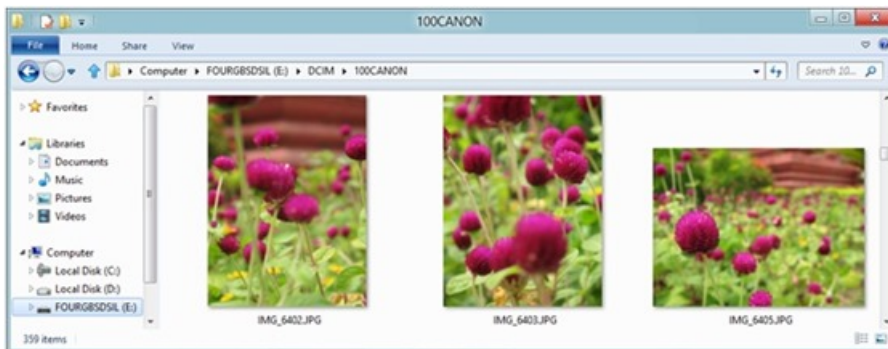 100CANON
File Home Share View
Computer FOURGBSDSIL (E:) DCIM 100CANON Search 10...
Favorites
Libraries
Documents
Music
Pictures
Videos
Computer
Local Disk (C:)
Local Disk (D:)
FOURGBSDSIL (E:)
IMG_6402.JPG IMG_6403.JPG IMG_6405.JPG
359 items